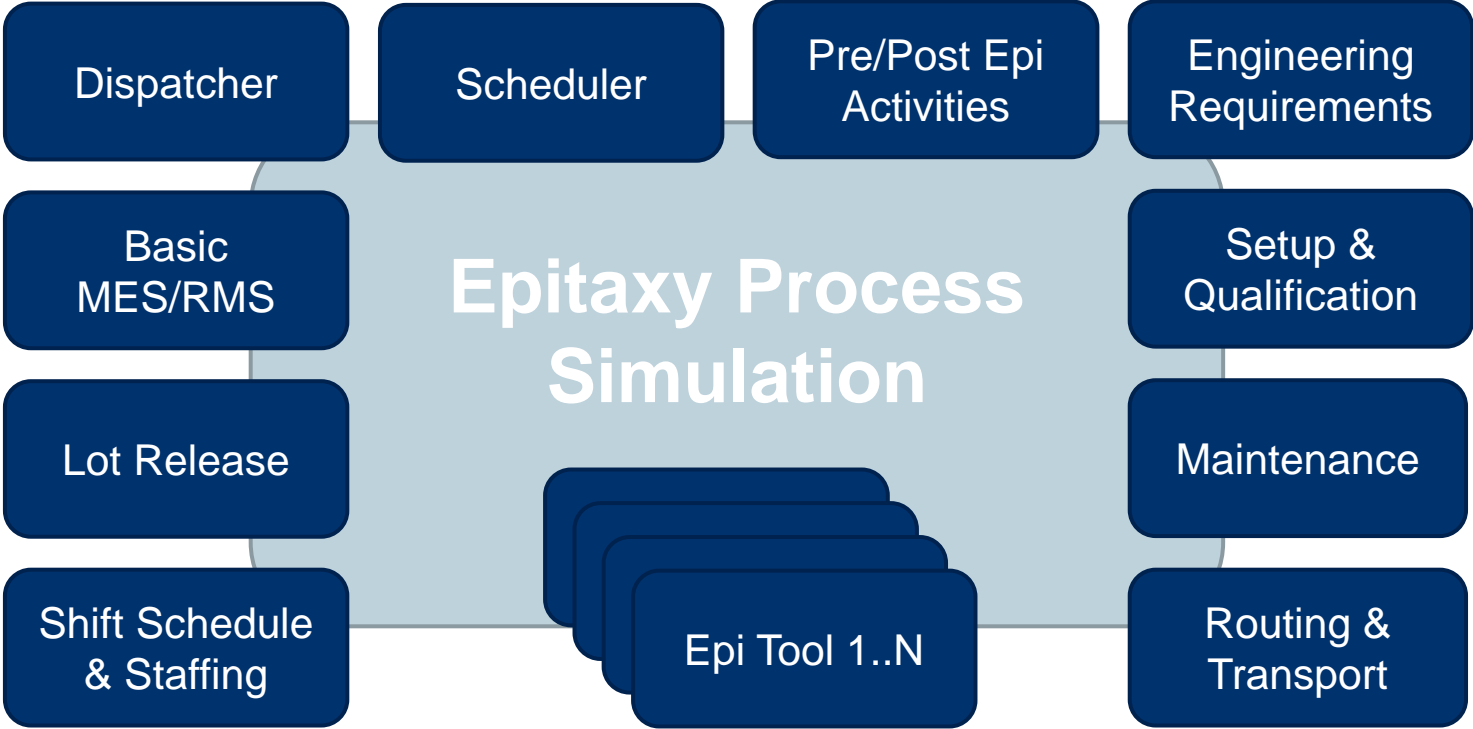 Dispatcher
Scheduler
Pre/Post Epi
Activities
Engineering
Requirements
Basic
MES/RMS
Epitaxy Process
Simulation
Setup &
Qualification
Lot Release
Maintenance
Shift Schedule
& Staffing
Epi Tool 1..N
Routing &
Transport